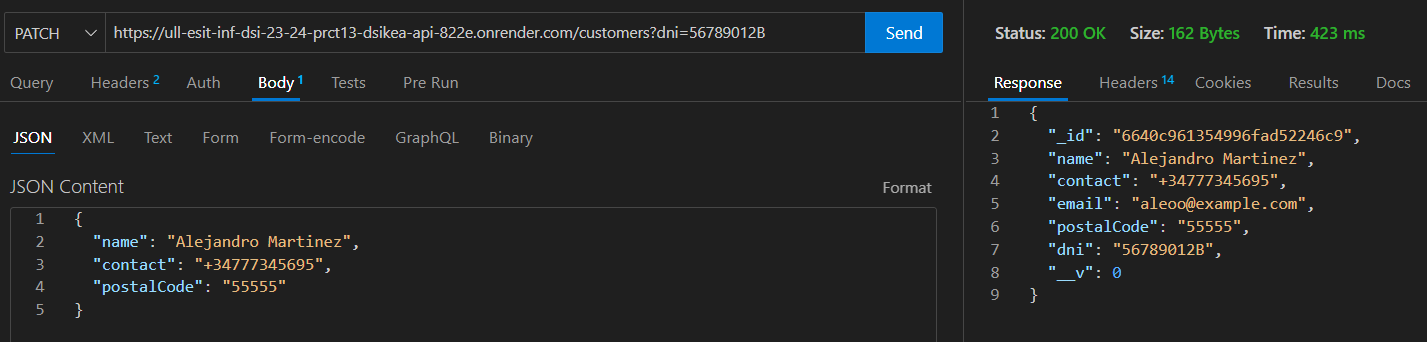 PATCH https://ull-esit-inf-dsi-23-24-prct13-dsikea-api-822e.onrender.com/customers?dni=56789012B Send
Query Headers 2 Auth Body 1 Tests Pre Run
JSON XML Text Form Form-encode GraphQL Binary
JSON Content Format
1 {
2 "name": "Alejandro Martinez",
3 "contact": "+34777345695",
4 "postalCode": "55555"
5 }
Status: 200 OK Size: 162 Bytes Time: 423 ms
Response Headers 14 Cookies Results Docs
1 {
2 "_id": "6640c961354996fad52246c9",
3 "name": "Alejandro Martinez",
4 "contact": "+34777345695",
5 "email": "aleoo@example.com",
6 "postalCode": "55555",
7 "dni": "56789012B",
8 "__v": 0
9 }